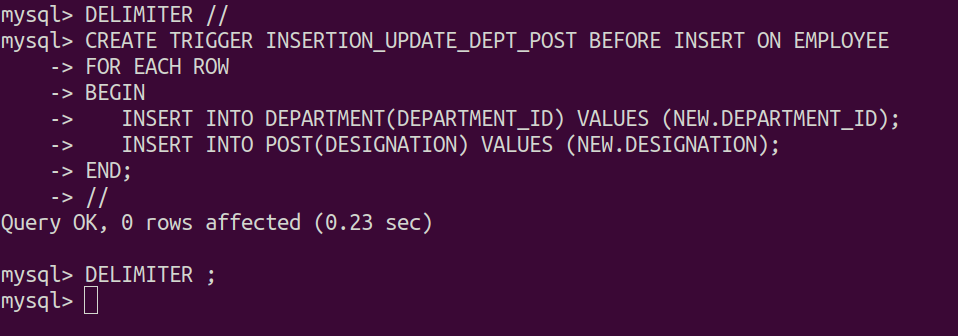 mysql> DELIMITER //
mysql> CREATE TRIGGER INSERTION_UPDATE_DEPT_POST BEFORE INSERT ON EMPLOYEE
    -> FOR EACH ROW
    -> BEGIN
    ->    INSERT INTO DEPARTMENT(DEPARTMENT_ID) VALUES (NEW.DEPARTMENT_ID);
    ->    INSERT INTO POST(DESIGNATION) VALUES (NEW.DESIGNATION);
    -> END;
    -> //
Query OK, 0 rows affected (0.23 sec)

mysql> DELIMITER ;
mysql>